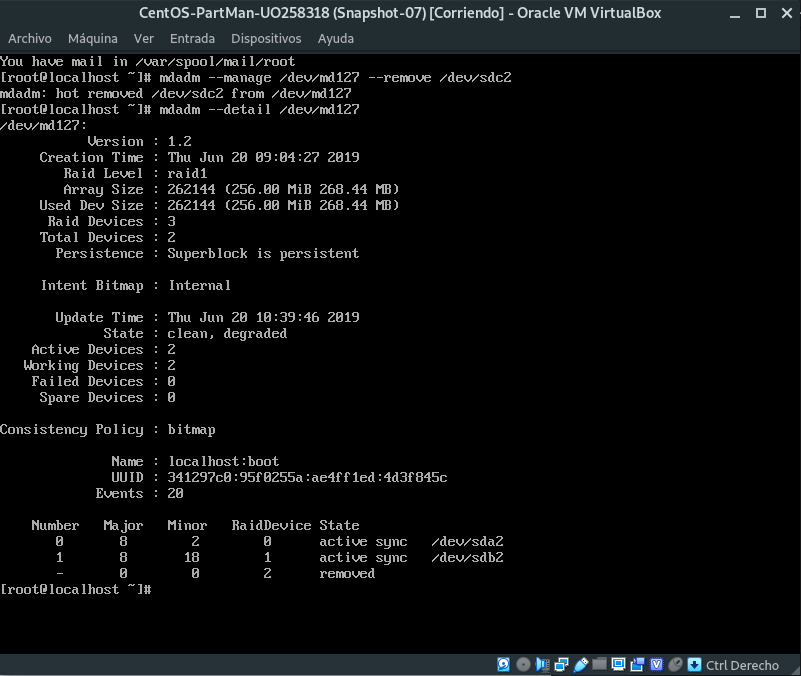 CentOS-PartMan-UO258318 (Snapshot-07) [Corriendo] - Oracle VM VirtualBox
Archivo Máquina Ver Entrada Dispositivos Ayuda
You have mail in /var/spool/mail/root
[root@localhost ~]# mdadm --manage /dev/md127 --remove /dev/sdc2
mdadm: hot removed /dev/sdc2 from /dev/md127
[root@localhost ~]# mdadm --detail /dev/md127
/dev/md127:
Version : 1.2
Creation Time : Thu Jun 20 09:04:27 2019
Raid Level : raid1
Array Size : 262144 (256.00 MiB 268.44 MB)
Used Dev Size : 262144 (256.00 MiB 268.44 MB)
Raid Devices : 3
Total Devices : 2
Persistence : Superblock is persistent
Intent Bitmap : Internal
Update Time : Thu Jun 20 10:39:46 2019
State : clean, degraded
Active Devices : 2
Working Devices : 2
Failed Devices : 0
Spare Devices : 0
Consistency Policy : bitmap
Name : localhost:boot
UUID : 341297c0:95f0255a:ae4ff1ed:4d3f845c
Events : 20
Number Major Minor RaidDevice State
0 8 2 0 active sync /dev/sda2
1 8 18 1 active sync /dev/sdb2
- 0 0 2 removed
[root@localhost ~]#
Ctrl Derecho